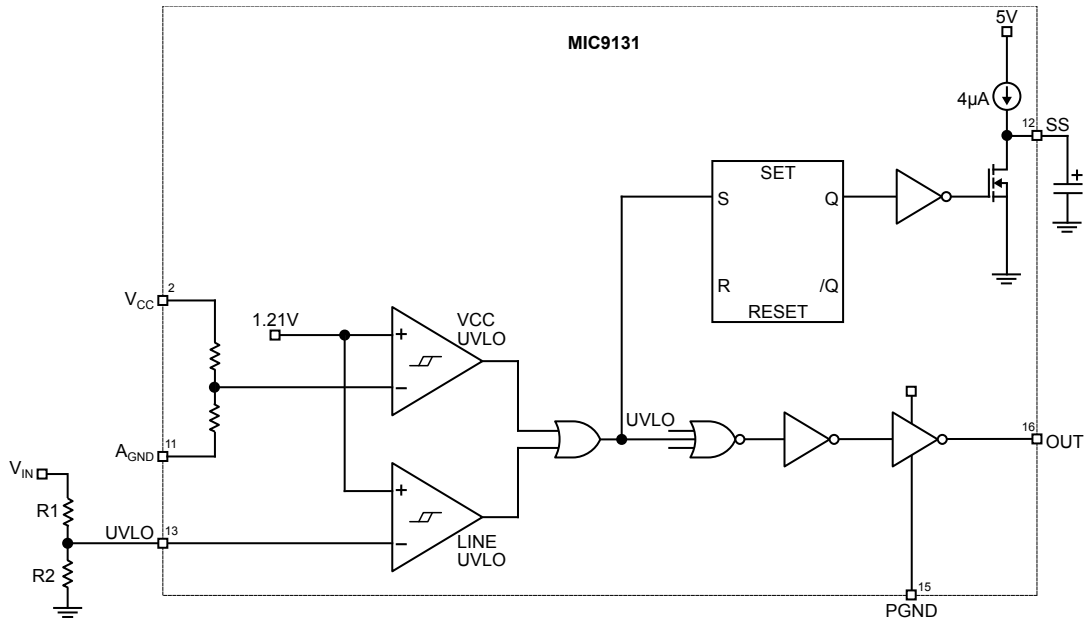 5V
MIC9131
4µA
12 SS
+
SET
S Q
R /Q
RESET
2
VCC
1.21V
+
VCC
UVLO
−
UVLO
16
OUT
11
AGND
VIN
+
R1
UVLO 13
−
LINE
UVLO
R2
15
PGND